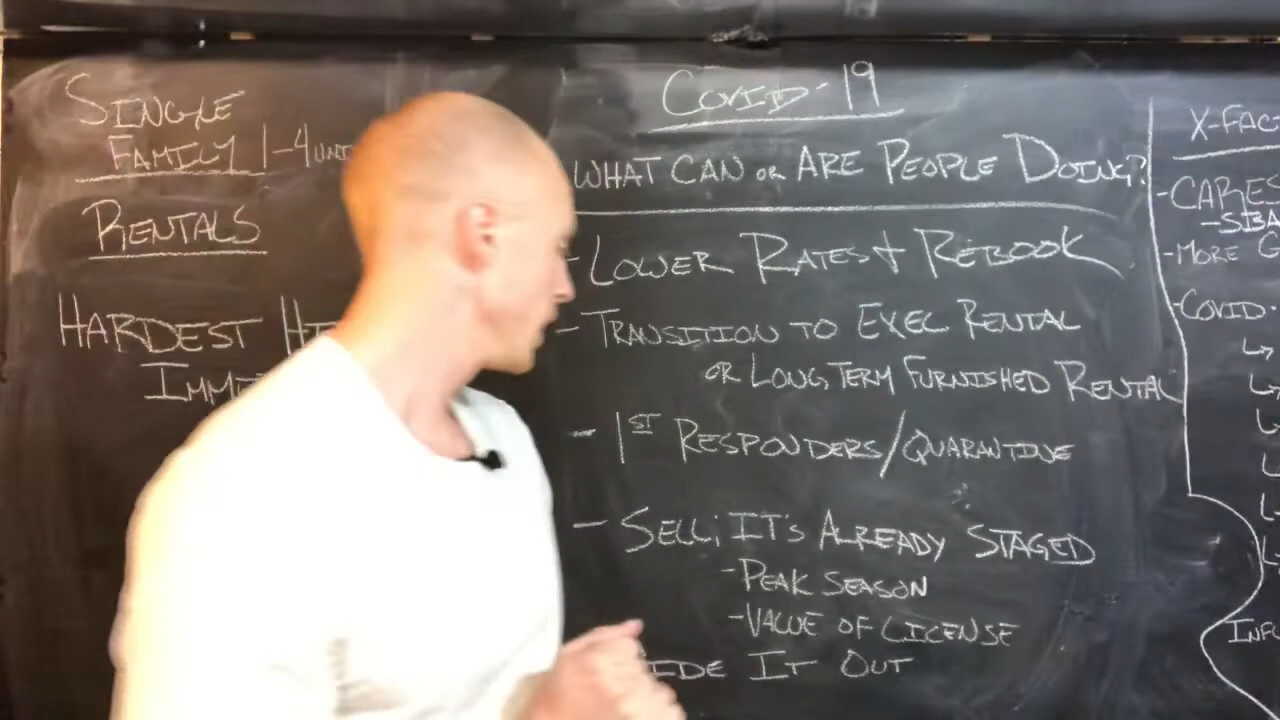 SINGLE
FAMILY 1-4
RENTALS
HARDEST
COVID-19
WHAT CAN OR ARE PEOPLE DOING?
- LOWER RATES + REBOOK
- TRANSITION TO EXEC RENTAL
OR LONG TERM FURNISHED RENTAL
- 1ST RESPONDERS/QUARANTINE
- SELL; IT'S ALREADY STAGED
- PEAK SEASON
- VALUE OF LICENSE
IT OUT
- CARES
- MORE
- COVID-